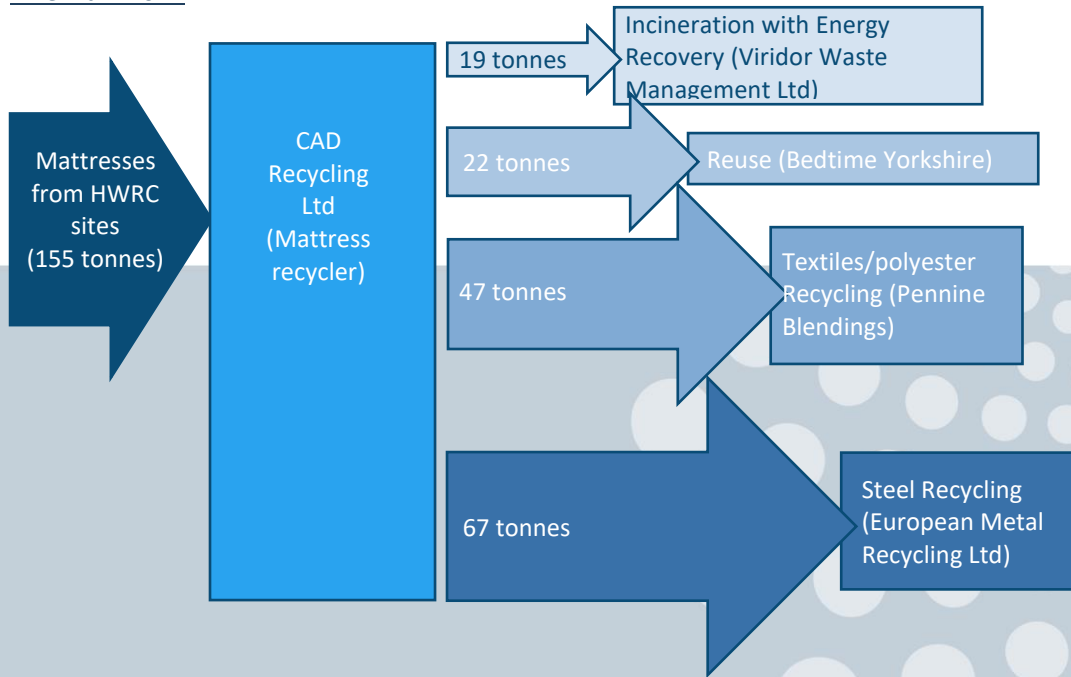 Mattresses
from HWRC
sites
(155 tonnes)
CAD
Recycling
Ltd
(Mattress
recycler)
19 tonnes
Incineration with Energy
Recovery (Viridor Waste
Management Ltd)
22 tonnes
Reuse (Bedtime Yorkshire)
47 tonnes
Textiles/polyester
Recycling (Pennine
Blendings)
67 tonnes
Steel Recycling
(European Metal
Recycling Ltd)